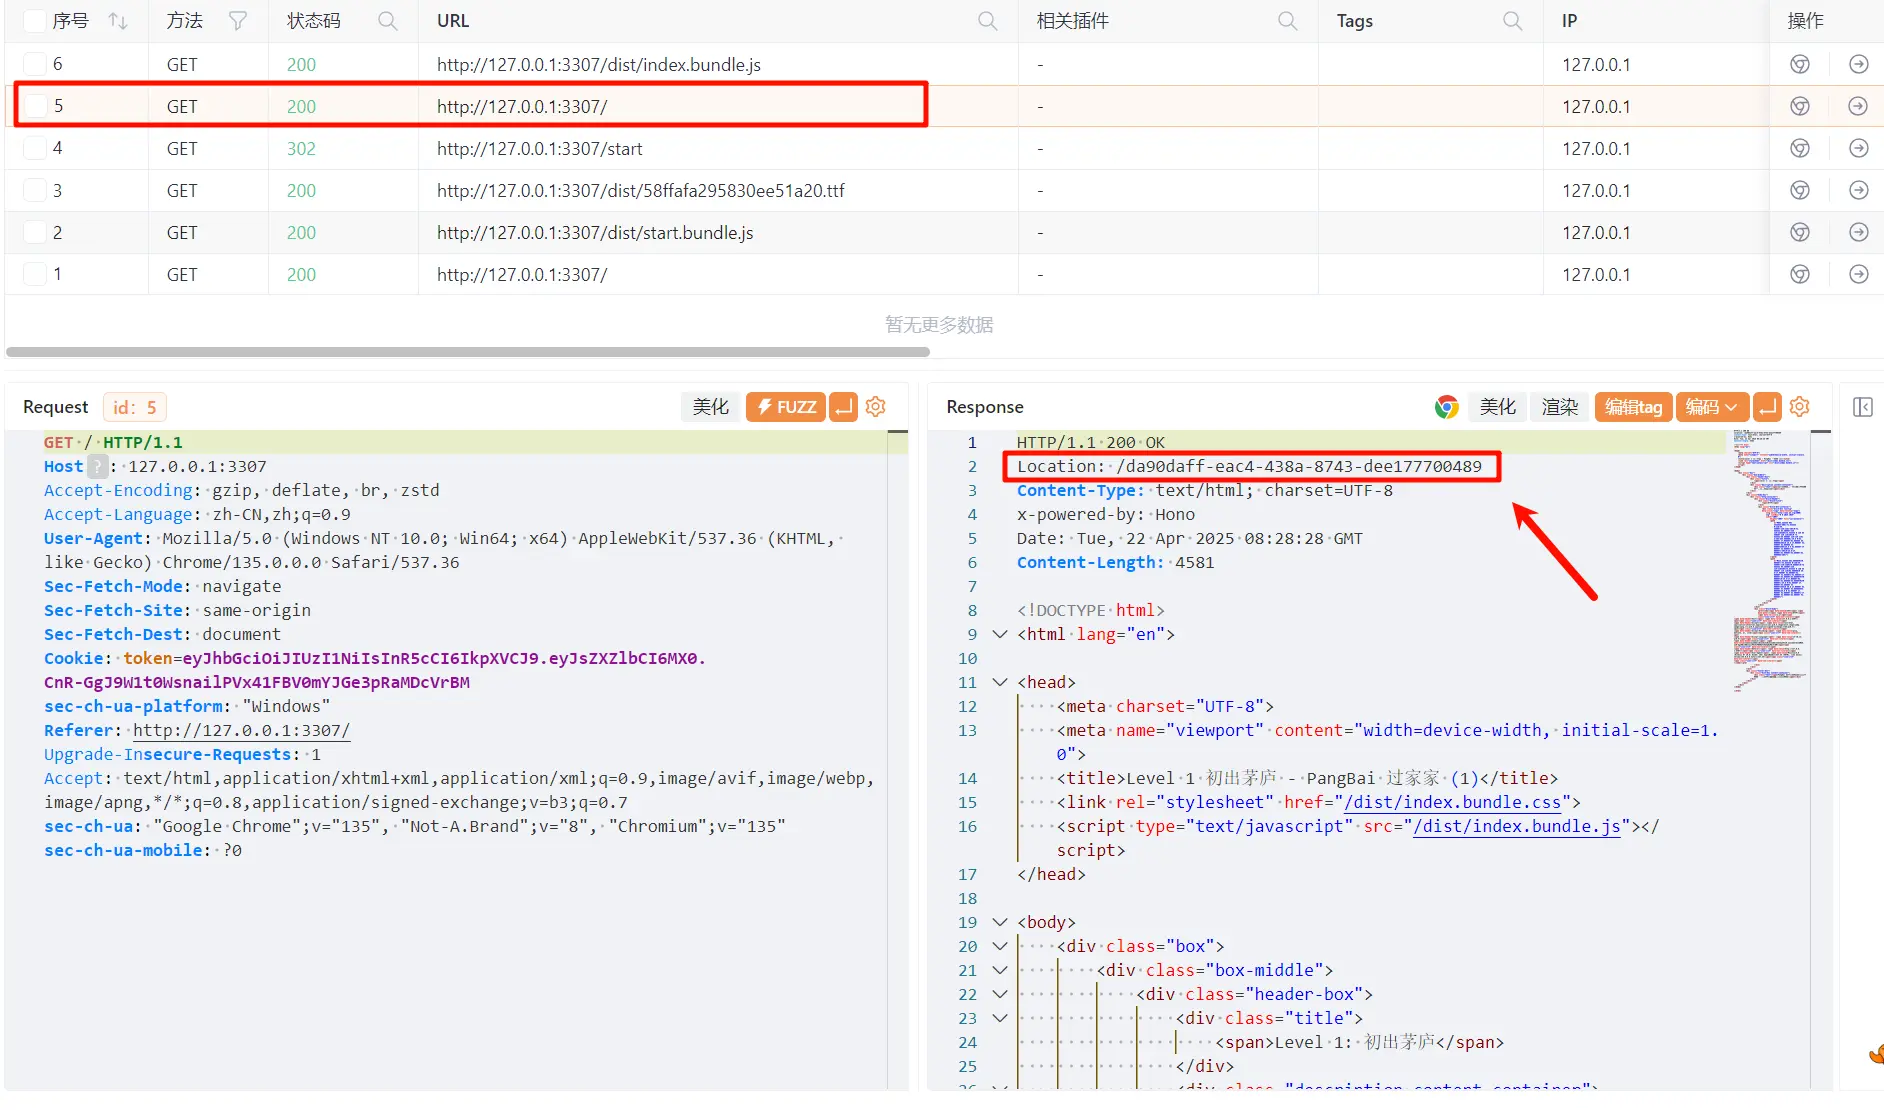 序号 方法 状态码 URL 相关插件 Tags IP 操作
6 GET 200 http://127.0.0.1:3307/dist/index.bundle.js - 127.0.0.1
5 GET 200 http://127.0.0.1:3307/ - 127.0.0.1
4 GET 302 http://127.0.0.1:3307/start - 127.0.0.1
3 GET 200 http://127.0.0.1:3307/dist/58ffafa295830ee51a20.ttf - 127.0.0.1
2 GET 200 http://127.0.0.1:3307/dist/start.bundle.js - 127.0.0.1
1 GET 200 http://127.0.0.1:3307/ - 127.0.0.1
暂无更多数据
Request id: 5 美化 FUZZ
GET / HTTP/1.1
Host ? : 127.0.0.1:3307
Accept-Encoding: gzip, deflate, br, zstd
Accept-Language: zh-CN,zh;q=0.9
User-Agent: Mozilla/5.0 (Windows NT 10.0; Win64; x64) AppleWebKit/537.36 (KHTML,
like Gecko) Chrome/135.0.0.0 Safari/537.36
Sec-Fetch-Mode: navigate
Sec-Fetch-Site: same-origin
Sec-Fetch-Dest: document
Cookie: token=eyJhbGciOiJIUzI1NiIsInR5cCI6IkpXVCJ9.eyJsZXZlbCI6MX0.
CnR-GgJ9W1t0WsnailPVx41FBV0mYJGe3pRaMDcVrBM
sec-ch-ua-platform: "Windows"
Referer: http://127.0.0.1:3307/
Upgrade-Insecure-Requests: 1
Accept: text/html,application/xhtml+xml,application/xml;q=0.9,image/avif,image/webp,
image/apng,*/*;q=0.8,application/signed-exchange;v=b3;q=0.7
sec-ch-ua: "Google Chrome";v="135", "Not-A.Brand";v="8", "Chromium";v="135"
sec-ch-ua-mobile: ?0
Response 美化 渲染 编辑tag 编码
1 HTTP/1.1 200 OK
2 Location: /da90daff-eac4-438a-8743-dee177700489
3 Content-Type: text/html; charset=UTF-8
4 x-powered-by: Hono
5 Date: Tue, 22 Apr 2025 08:28:28 GMT
6 Content-Length: 4581
7
8 <!DOCTYPE html>
9 <html lang="en">
10
11 <head>
12 <meta charset="UTF-8">
13 <meta name="viewport" content="width=device-width, initial-scale=1.
0">
14 <title>Level 1 初出茅庐 - PangBai 过家家 (1)</title>
15 <link rel="stylesheet" href="/dist/index.bundle.css">
16 <script type="text/javascript" src="/dist/index.bundle.js"></
script>
17 </head>
18
19 <body>
20 <div class="box">
21 <div class="box-middle">
22 <div class="header-box">
23 <div class="title">
24 <span>Level 1: 初出茅庐</span>
25 </div>
26 <div class="description content container">